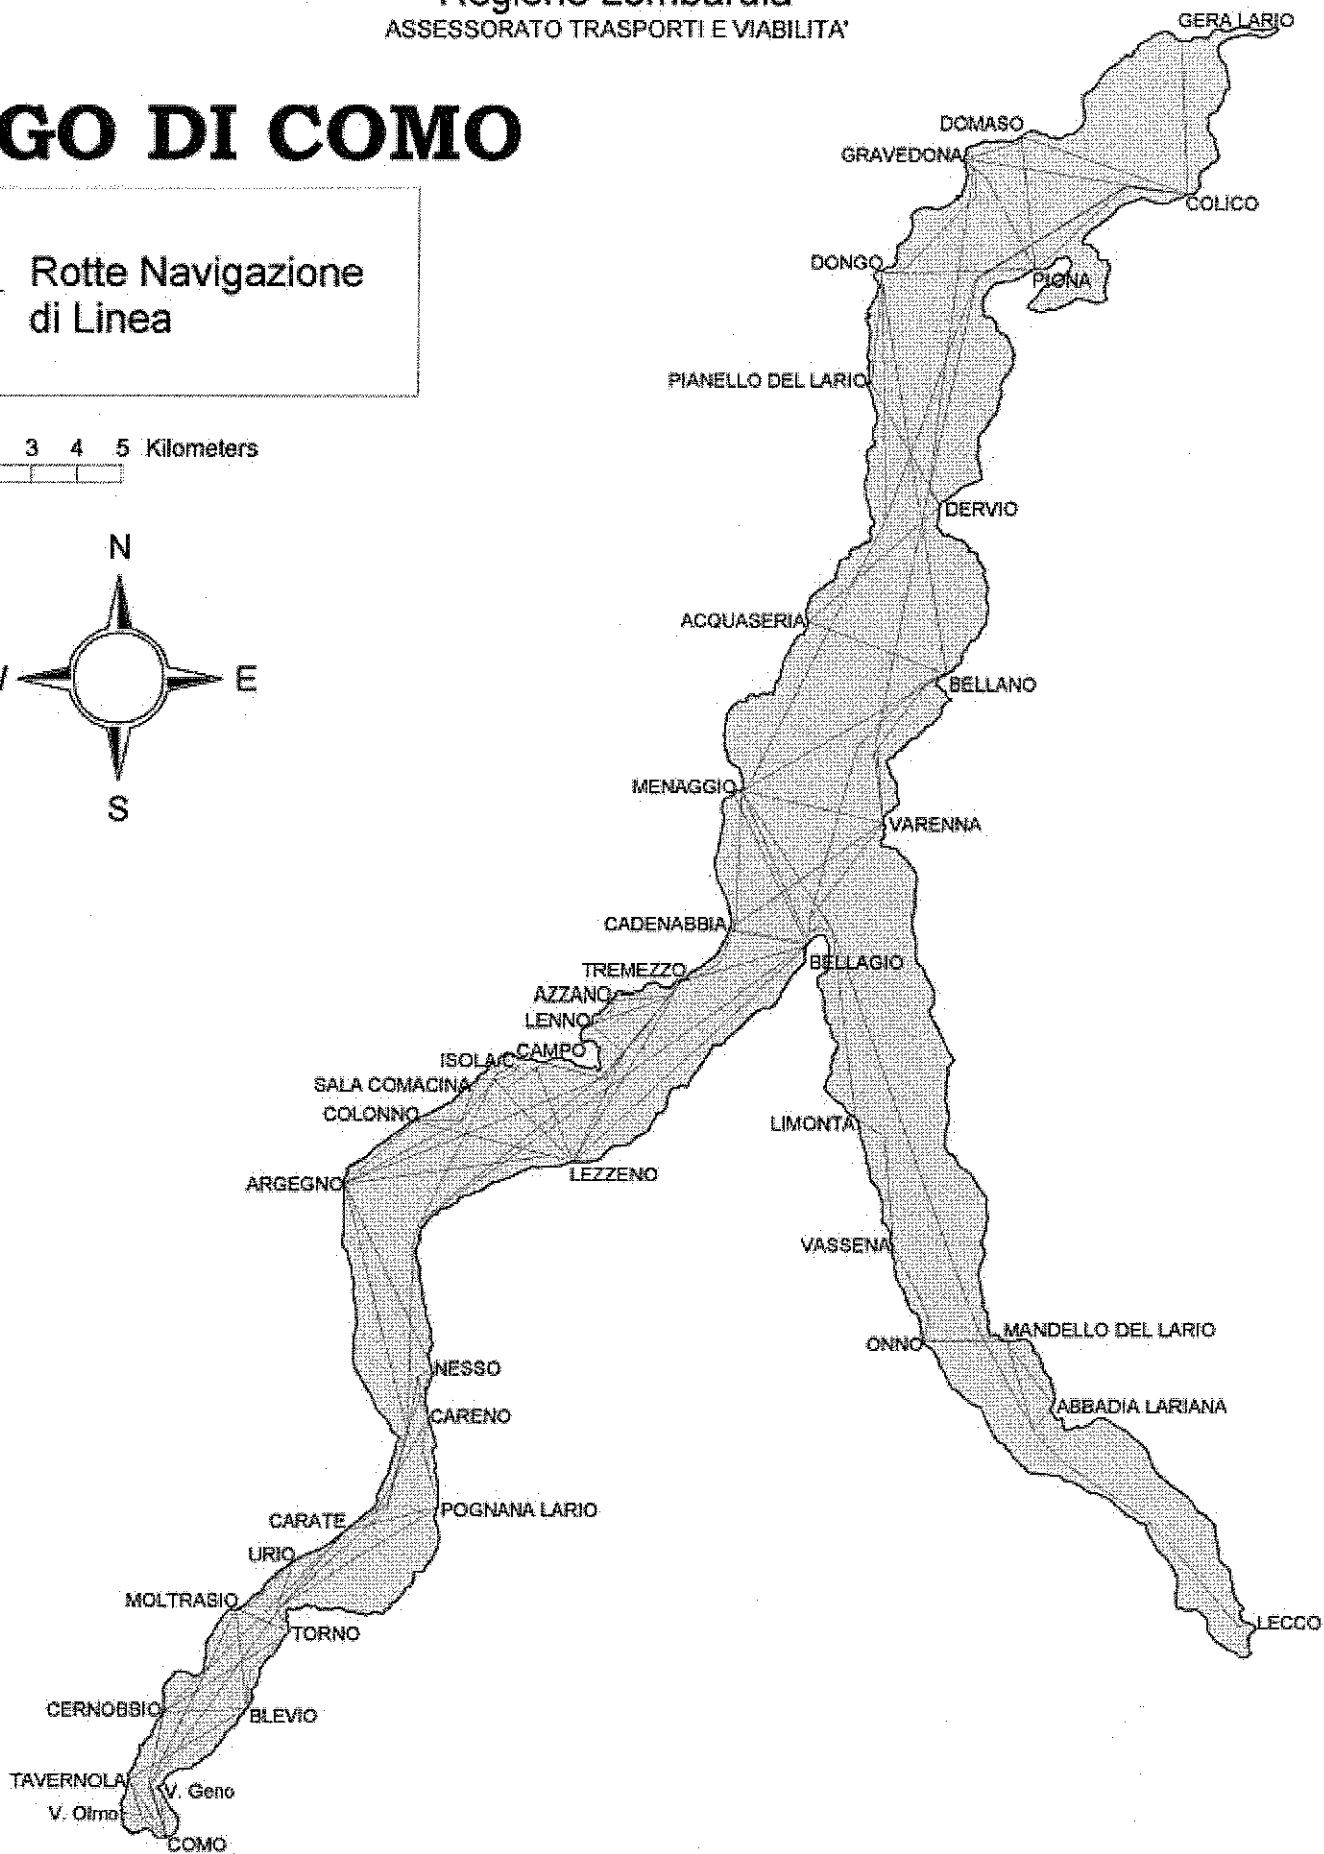 Regione Lombardia
ASSESSORATO TRASPORTI E VIABILITA'
GERA LARIO
GO DI COMO
DOMASO
GRAVEDONA
COLICO
Rotte Navigazione
di Linea
DONGO
PIONA
PIANELLO DEL LARIO
3 4 5 Kilometers
DERVIO
N
ACQUASERIA
E
BELLANO
MENAGGIO
S
VARENNA
CADENABBIA
BELLAGIO
TREMEZZO
AZZANO
LENNO
CAMPO
ISOLA C
SALA COMACINA
COLONNO
LIMONTA
LEZZENO
ARGEGNO
VASSENA
MANDELLO DEL LARIO
ONNO
NESSO
ABBADIA LARIANA
CARENO
POGNANA LARIO
CARATE
URIO
MOLTRASIO
LECCO
TORNO
CERNOBBIO
BLEVIO
TAVERNOLA
V. Geno
V. Olmo
COMO